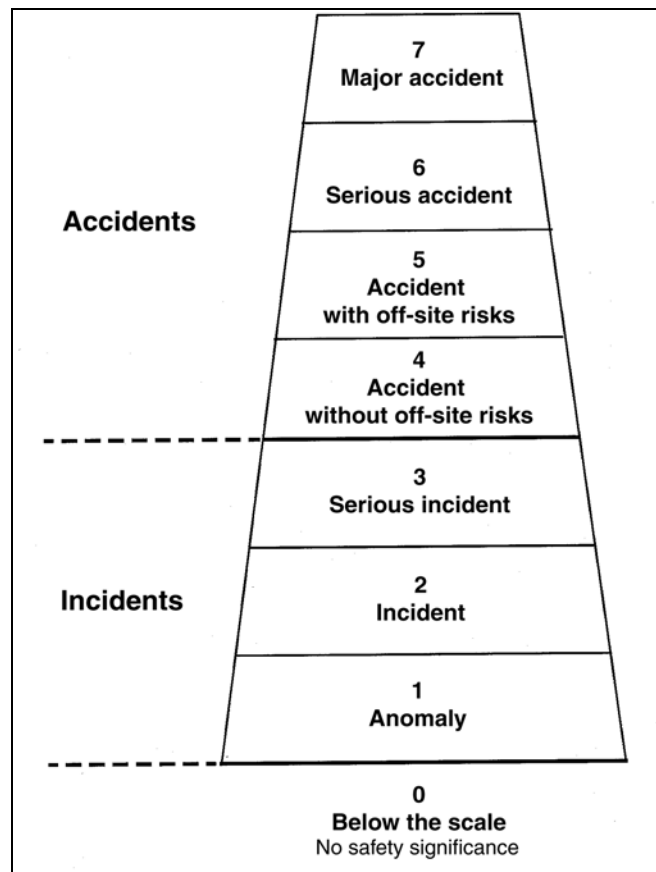 7
Major accident
6
Serious accident
Accidents
5
Accident
with off-site risks
4
Accident
without off-site risks
3
Serious incident
Incidents
2
Incident
1
Anomaly
0
Below the scale
No safety significance